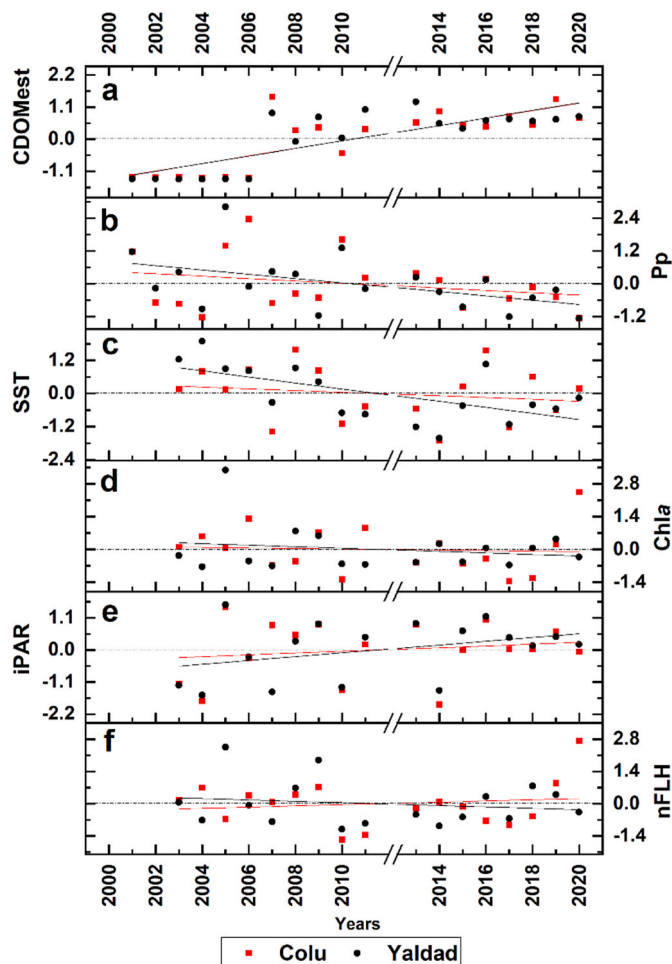 2000 2002 2004 2006 2008 2010 2014 2016 2018 2020
a
CDOMest
2.2
1.1
0.0
-1.1
b
Pp
2.4
1.2
0.0
-1.2
c
SST
1.2
0.0
-1.2
-2.4
d
Chla
2.8
1.4
0.0
-1.4
e
iPAR
1.1
0.0
-1.1
-2.2
f
nFLH
2.8
1.4
0.0
-1.4
2000 2002 2004 2006 2008 2010 2014 2016 2018 2020
Years
Colu Yaldad